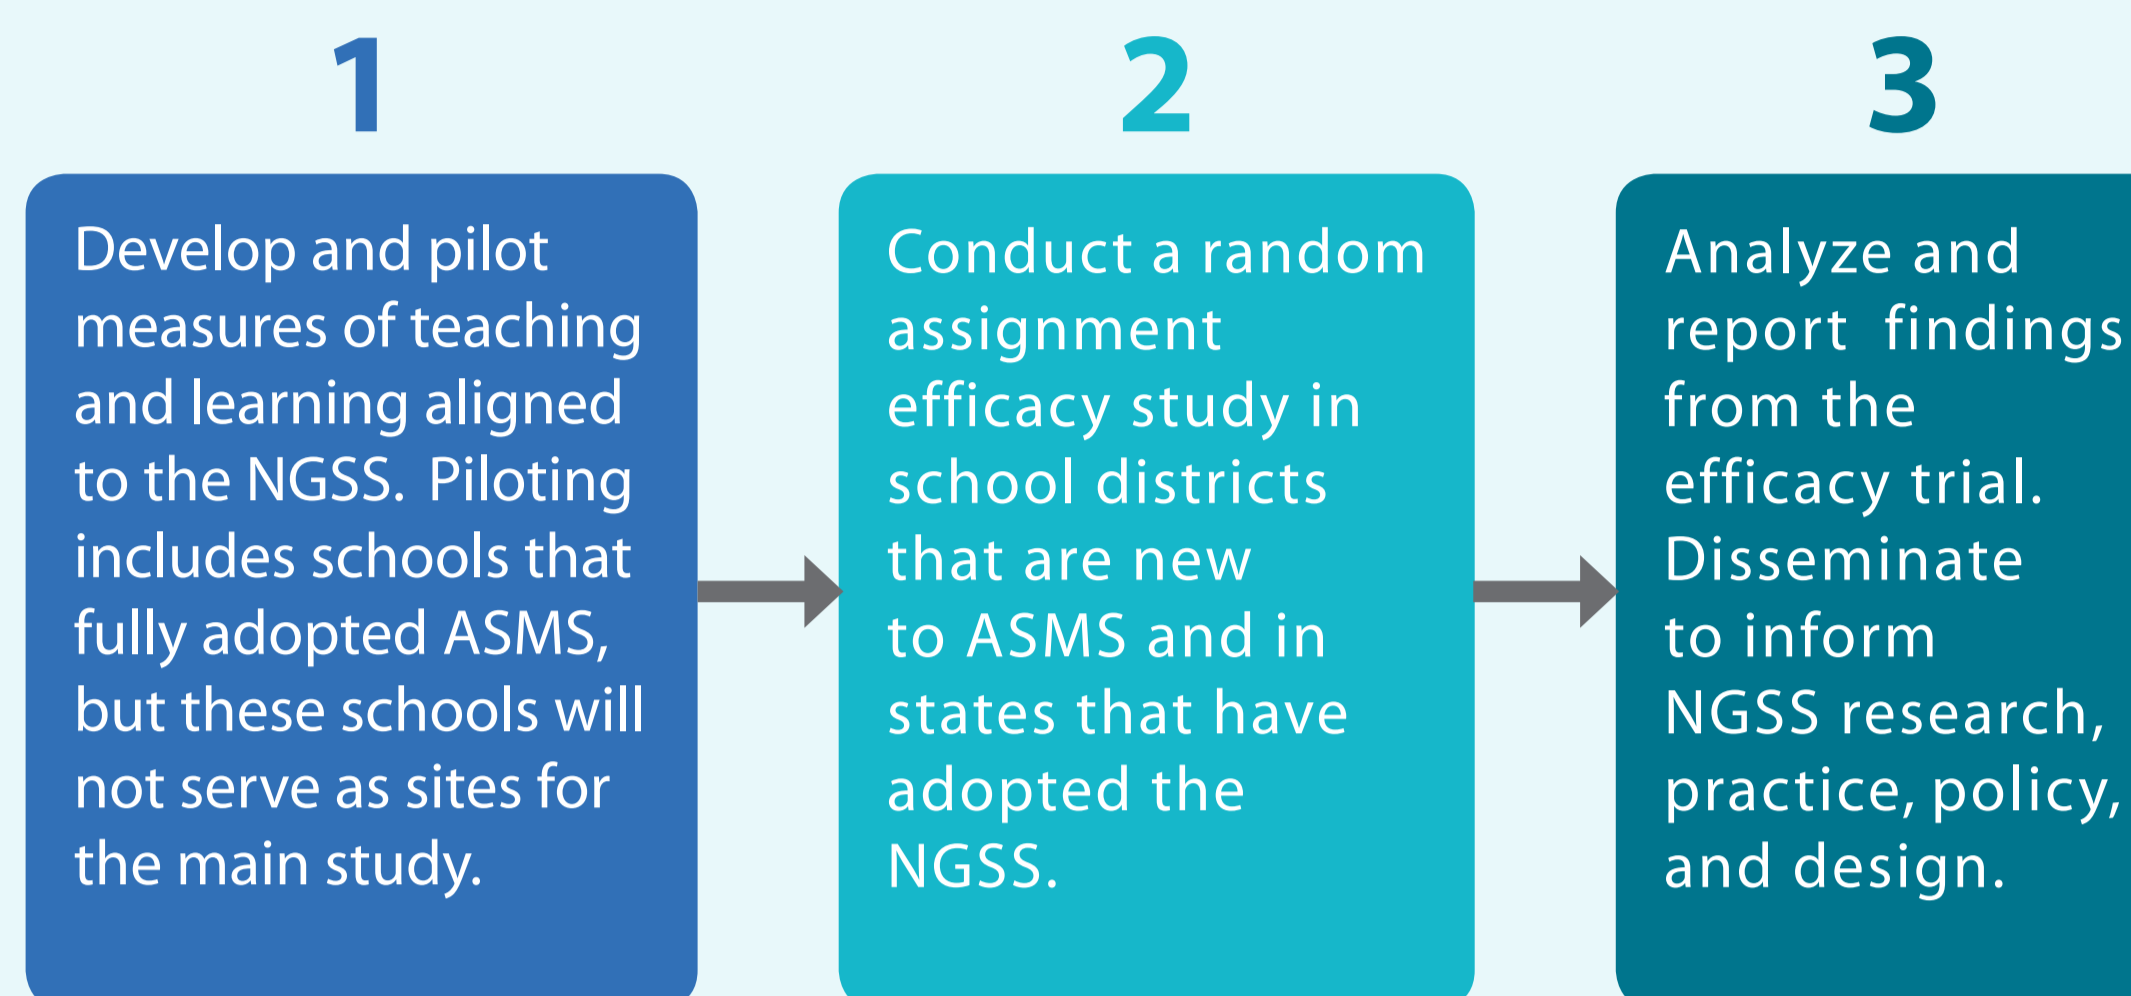 1
Develop and pilot
measures of teaching
and learning aligned
to the NGSS. Piloting
includes schools that
fully adopted ASMS,
but these schools will
not serve as sites for
the main study.
2
Conduct a random
assignment
efficacy study in
school districts
that are new
to ASMS and in
states that have
adopted the
NGSS.
3
Analyze and
report findings
from the
efficacy trial.
Disseminate
to inform
NGSS research,
practice, policy,
and design.